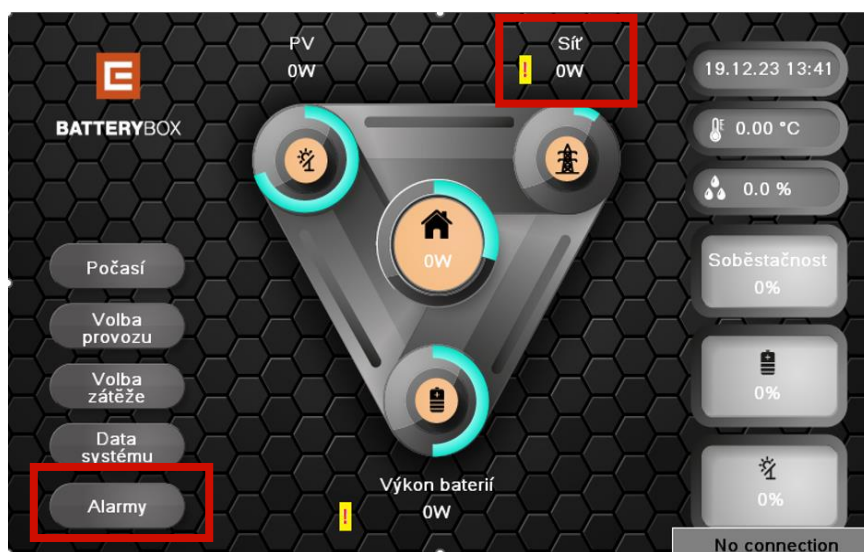 PV
0W
Síť
! 0W
19.12.23 13:41
E
BATTERYBOX
0.00 °C
0.0 %
0W
Počasí
Soběstačnost
0%
Volba
provozu
Volba
zátěže
0%
Data
systému
Alarmy
Výkon baterií
! 0W
0%
No connection